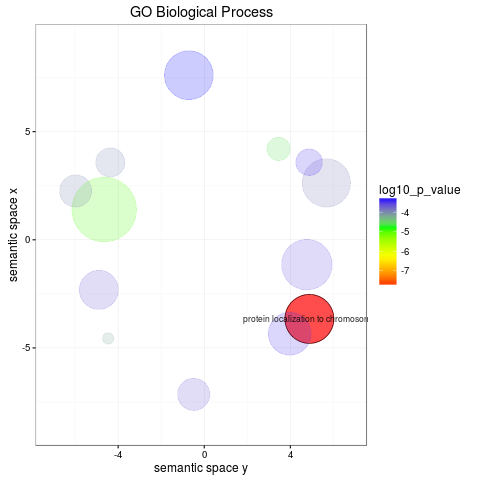 GO Biological Process
semantic space x
5
0
-5
-4
0
4
semantic space y
protein localization to chromoson
log10_p_value
-4
-5
-6
-7